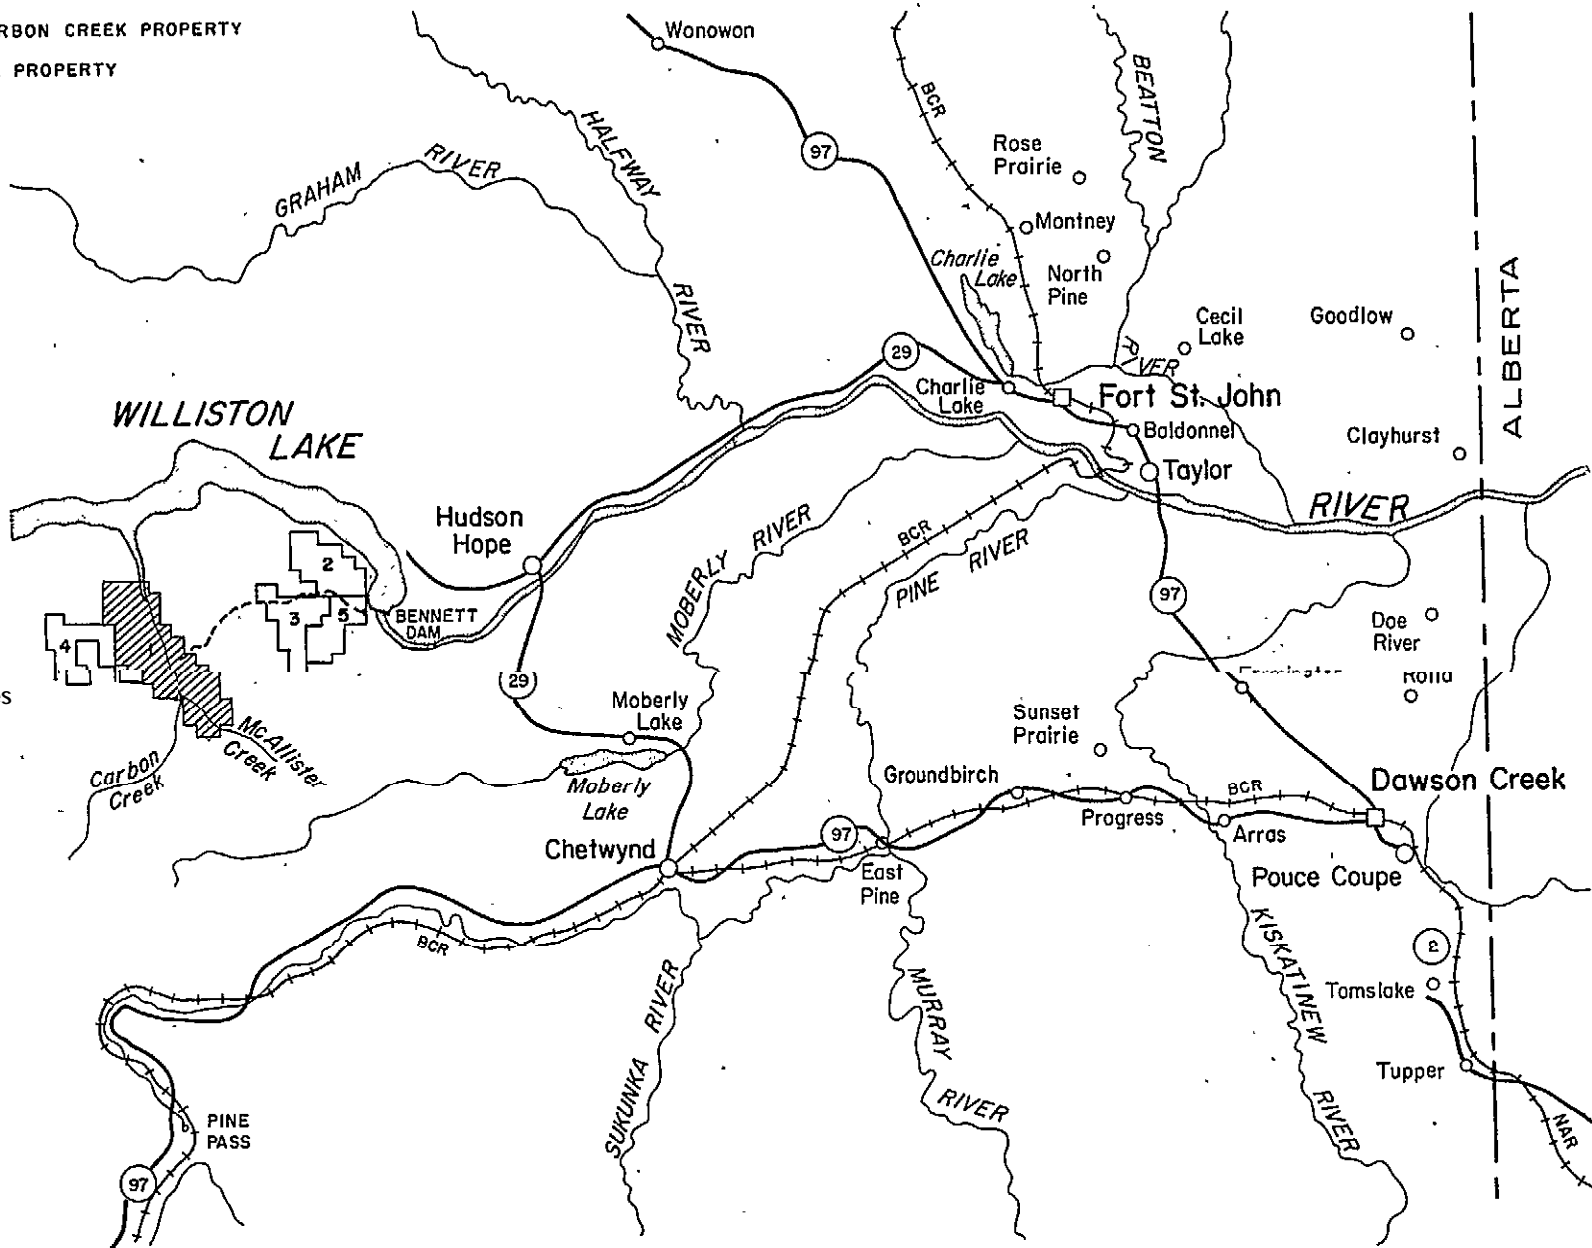 RBON CREEK PROPERTY
PROPERTY
Wonowon
BCR
BEATTON
97
HALFWAY
Rose
Prairie
GRAHAM
RIVER
Montney
Charlie
Lake
North
Pine
RIVER
ALBERTA
Cecil
Lake
Goodlow
29
RIVER
WILLISTON
LAKE
Charlie
Lake
Fort St. John
Baldonnel
Clayhurst
Taylor
Hudson
Hope
RIVER
MOBERLY RIVER
BCR
PINE RIVER
2
3
5
BENNETT
DAM
97
4
Doe
River
29
Moberly
Lake
Sunset
Prairie
McAllister
Creek
Carbon
Creek
Moberly
Lake
Groundbirch
BCR
Dawson Creek
Progress
Arras
97
Chetwynd
East
Pine
Pouce Coupe
BCR
KISKATINEW
2
SUKUNKA RIVER
MURRAY
Tomslake
Tupper
RIVER
RIVER
PINE
PASS
NAR
97